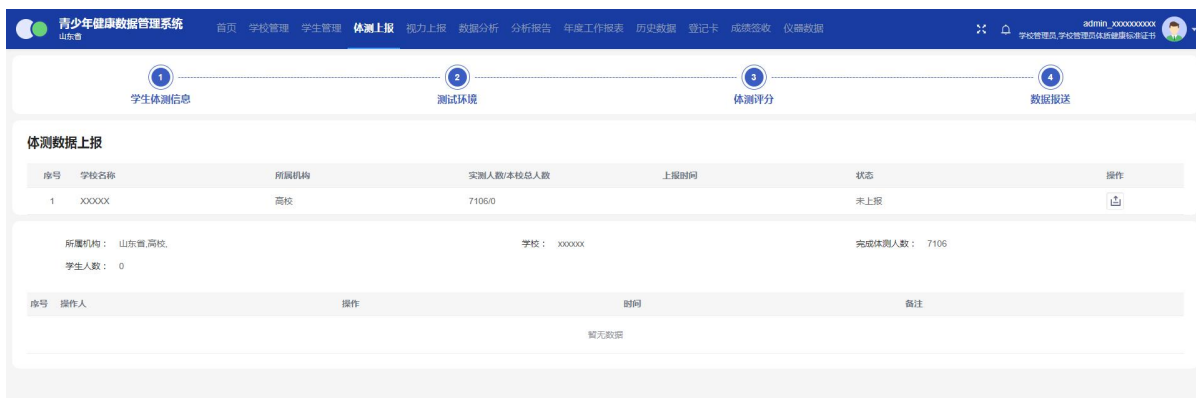 青少年健康数据管理系统
山东省
首页 学校管理 学生管理 体测上报 视力上报 数据分析 分析报告 年度工作报表 历史数据 登记卡 成绩签收 仪器数据
admin_xxxxxxxxxx
学校管理员,学校管理员体质健康标准证书
1 2 3 4
学生体测信息 测试环境 体测评分 数据报送
体测数据上报
序号 学校名称 所属机构 实测人数/本校总人数 上报时间 状态 操作
1 XXXXX 高校 7106/0 未上报
所属机构： 山东省,高校, 学校： xxxxxx 完成体测人数： 7106
学生人数： 0
序号 操作人 操作 时间 备注
暂无数据